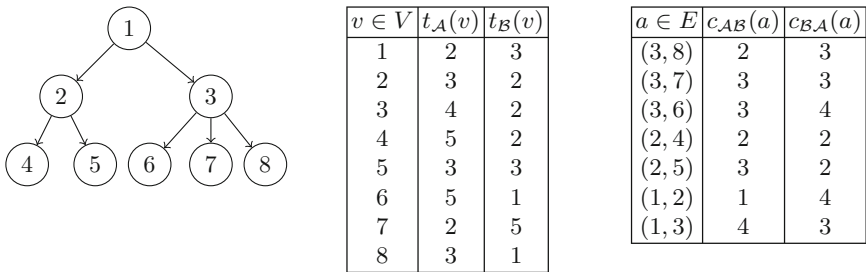 1
2 3
4 5 6 7 8
v ∈ V t_𝒜(v) t_ℬ(v)
1 2 3
2 3 2
3 4 2
4 5 2
5 3 3
6 5 1
7 2 5
8 3 1
a ∈ E c_𝒜ℬ(a) c_ℬ𝒜(a)
(3, 8) 2 3
(3, 7) 3 3
(3, 6) 3 4
(2, 4) 2 2
(2, 5) 3 2
(1, 2) 1 4
(1, 3) 4 3